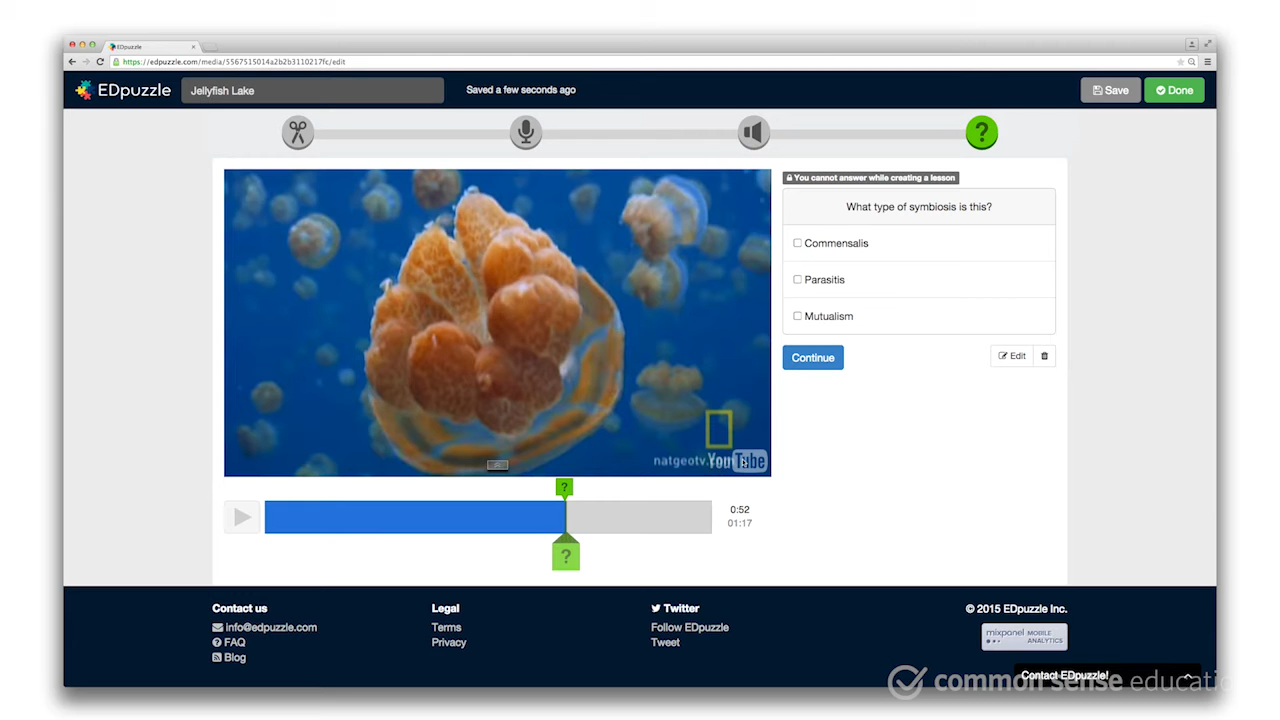 EDpuzzle
https://edpuzzle.com/media/5567515014a2b2b3110217fc/edit
EDpuzzle
Jellyfish Lake
Saved a few seconds ago
Save
Done
?
You cannot answer while creating a lesson
What type of symbiosis is this?
Commensalis
Parasitis
Mutualism
Continue
Edit
natgeotv.
YouTube
?
0:52
01:17
?
Contact us
info@edpuzzle.com
FAQ
Blog
Legal
Terms
Privacy
Twitter
Follow EDpuzzle
Tweet
© 2015 EDpuzzle Inc.
mixpanel MOBILE ANALYTICS
Contact EDpuzzle!
common sense educatio